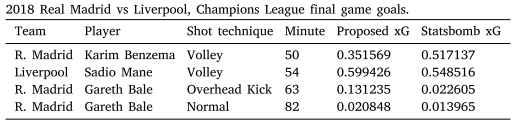 2018 Real Madrid vs Liverpool, Champions League final game goals.
Team Player Shot technique Minute Proposed xG Statsbomb xG
R. Madrid Karim Benzema Volley 50 0.351569 0.517137
Liverpool Sadio Mane Volley 54 0.599426 0.548516
R. Madrid Gareth Bale Overhead Kick 63 0.131235 0.022605
R. Madrid Gareth Bale Normal 82 0.020848 0.013965